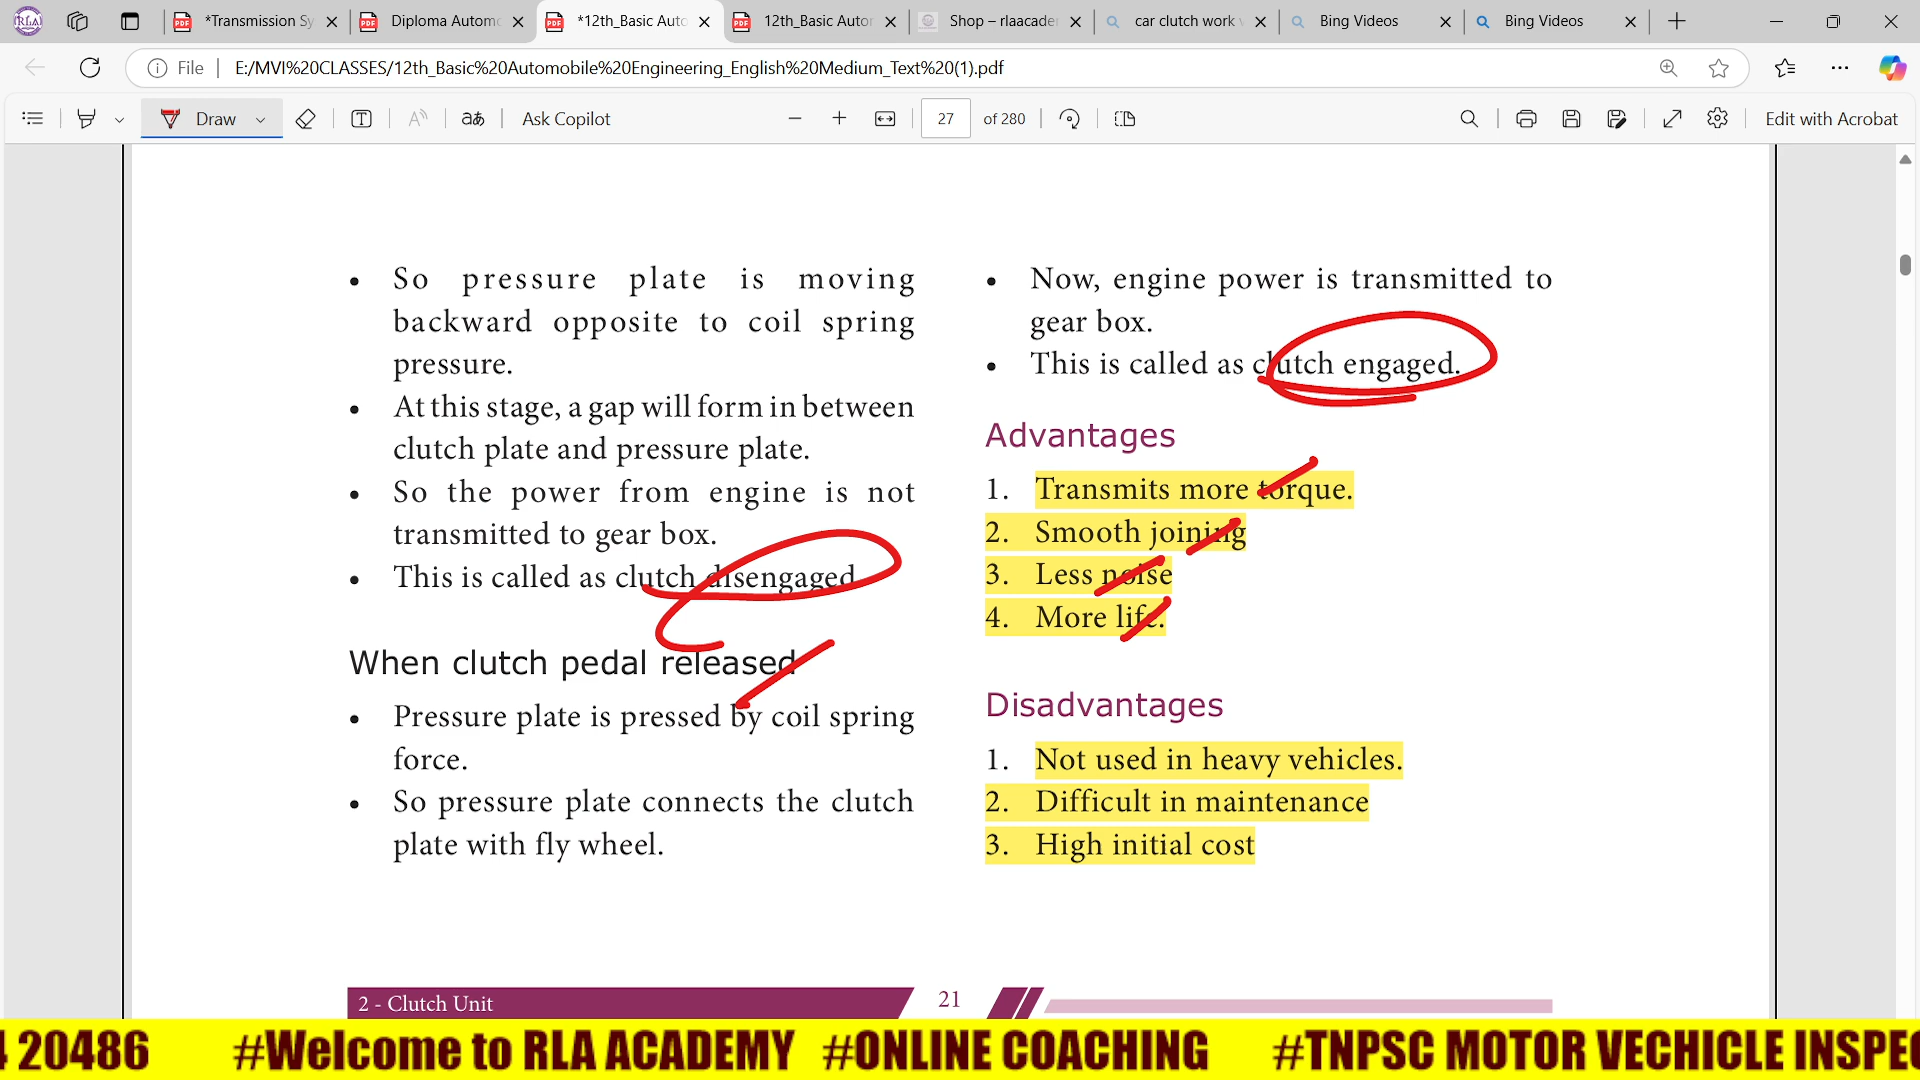 *Transmission Sy
Diploma Automo
*12th_Basic Auto
12th_Basic Autor
Shop – rlaacader
car clutch work v
Bing Videos
Bing Videos
File
E:/MVI%20CLASSES/12th_Basic%20Automobile%20Engineering_English%20Medium_Text%20(1).pdf
Draw
aあ
Ask Copilot
27 of 280
Edit with Acrobat
• So pressure plate is moving
backward opposite to coil spring
pressure.
• At this stage, a gap will form in between
clutch plate and pressure plate.
• So the power from engine is not
transmitted to gear box.
• This is called as clutch disengaged
When clutch pedal released
• Pressure plate is pressed by coil spring
force.
• So pressure plate connects the clutch
plate with fly wheel.
• Now, engine power is transmitted to
gear box.
• This is called as clutch engaged.
Advantages
1. Transmits more torque.
2. Smooth joining
3. Less noise
4. More life.
Disadvantages
1. Not used in heavy vehicles.
2. Difficult in maintenance
3. High initial cost
2 - Clutch Unit
21
4 20486 #Welcome to RLA ACADEMY #ONLINE COACHING #TNPSC MOTOR VECHICLE INSPEC